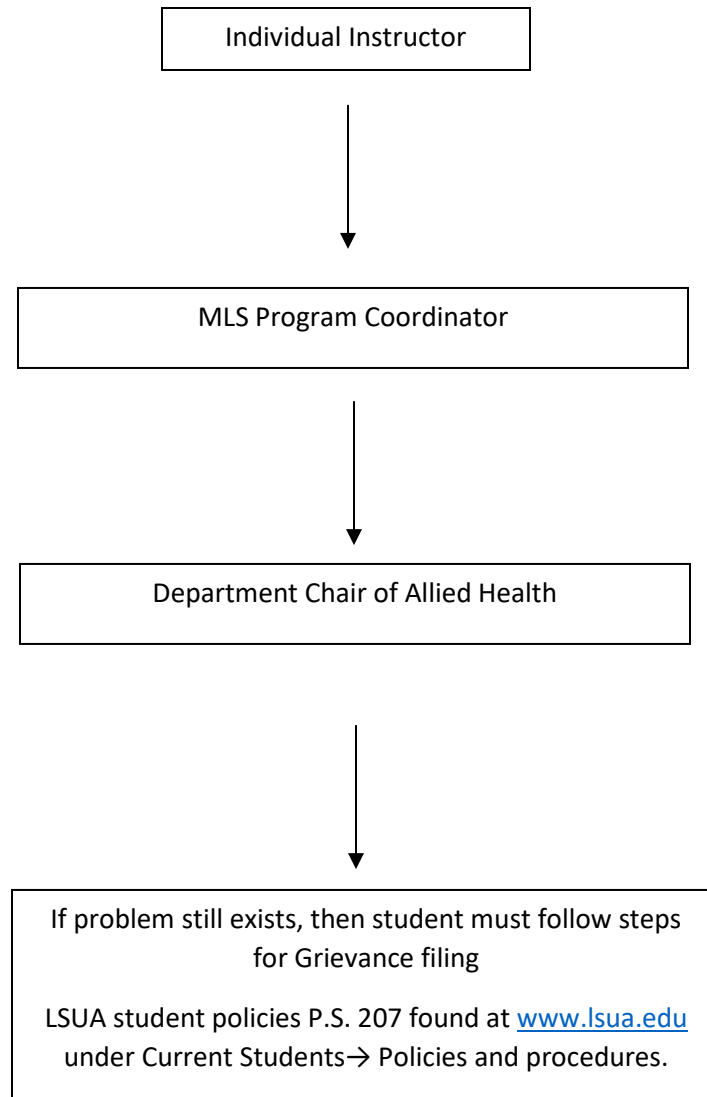 Individual Instructor
MLS Program Coordinator
Department Chair of Allied Health
If problem still exists, then student must follow steps
for Grievance filing
LSUA student policies P.S. 207 found at www.lsua.edu
under Current Students→ Policies and procedures.